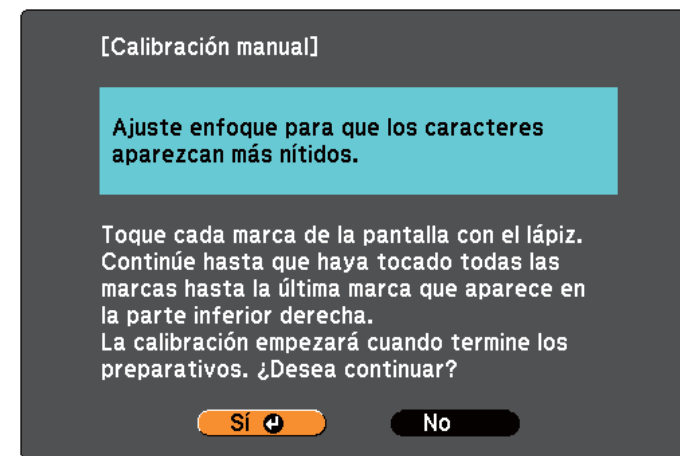 [Calibración manual]
Ajuste enfoque para que los caracteres
aparezcan más nítidos.
Toque cada marca de la pantalla con el lápiz.
Continúe hasta que haya tocado todas las
marcas hasta la última marca que aparece en
la parte inferior derecha.
La calibración empezará cuando termine los
preparativos. ¿Desea continuar?
Sí No